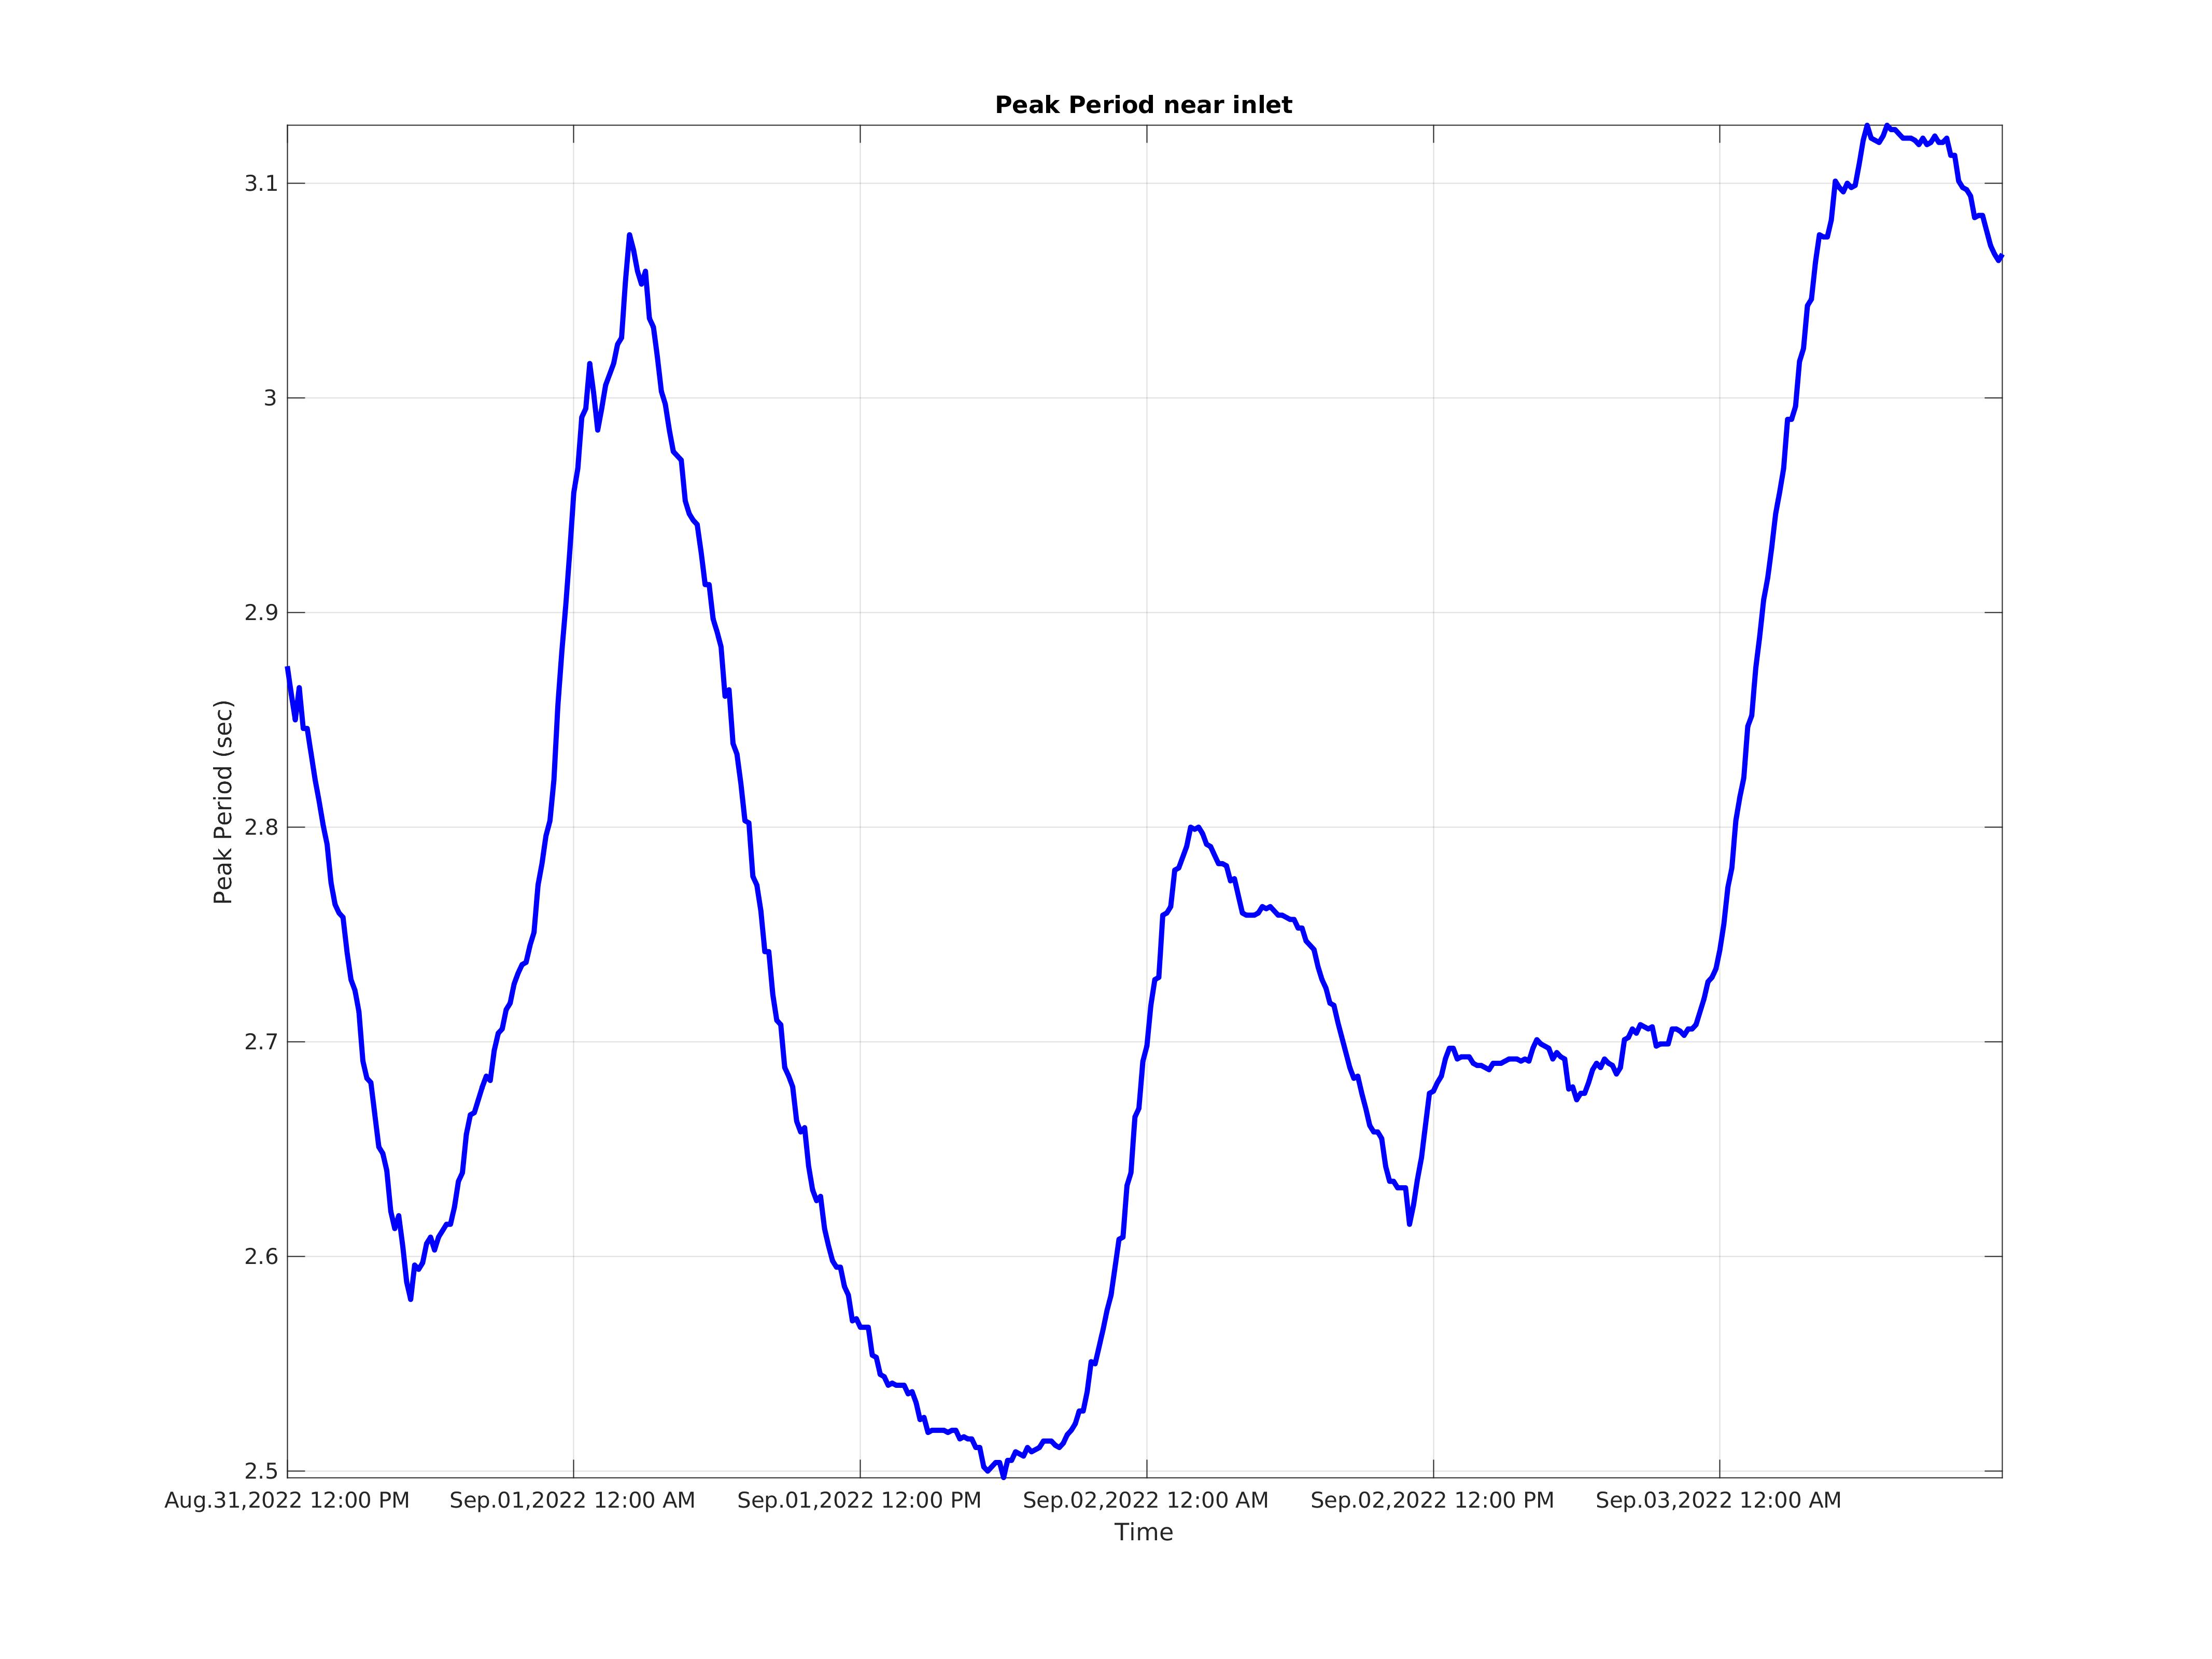 Peak Period near inlet
Peak Period (sec)
3.1
3
2.9
2.8
2.7
2.6
2.5
Aug.31,2022 12:00 PM
Sep.01,2022 12:00 AM
Sep.01,2022 12:00 PM
Sep.02,2022 12:00 AM
Sep.02,2022 12:00 PM
Sep.03,2022 12:00 AM
Time